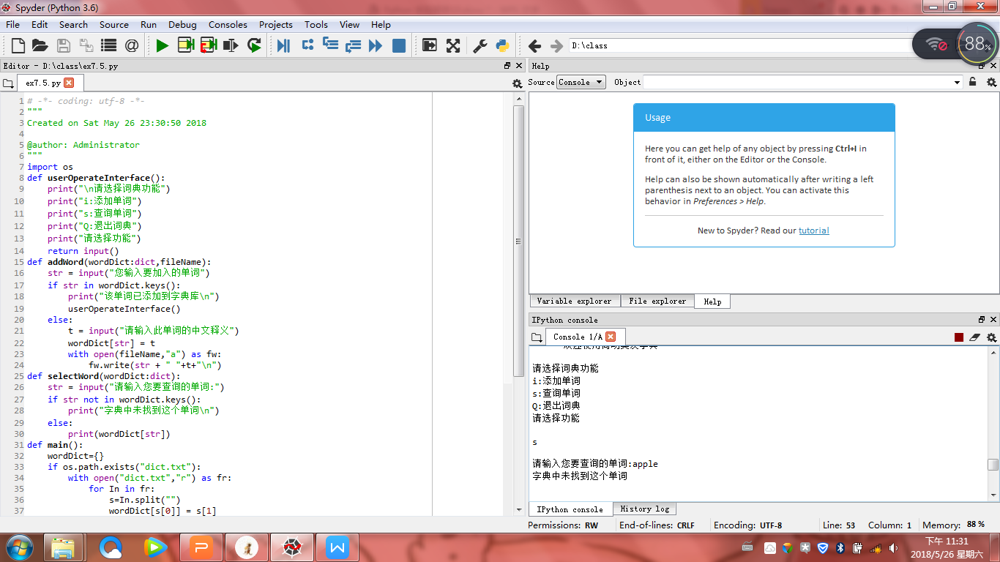 Spyder (Python 3.6)
File Edit Search Source Run Debug Consoles Projects Tools View Help
D:\class
88%
Editor - D:\class\ex7.5.py
ex7.5.py
1 # -*- coding: utf-8 -*-
2 """
3 Created on Sat May 26 23:30:50 2018
4
5 @author: Administrator
6 """
7 import os
8 def userOperateInterface():
9 print("\n请选择词典功能")
10 print("i:添加单词")
11 print("s:查询单词")
12 print("Q:退出词典")
13 print("请选择功能")
14 return input()
15 def addWord(wordDict:dict,fileName):
16 str = input("您输入要加入的单词")
17 if str in wordDict.keys():
18 print("该单词已添加到字典库\n")
19 userOperateInterface()
20 else:
21 t = input("请输入此单词的中文释义")
22 wordDict[str] = t
23 with open(fileName,"a") as fw:
24 fw.write(str + " "+t+"\n")
25 def selectWord(wordDict:dict):
26 str = input("请输入您要查询的单词:")
27 if str not in wordDict.keys():
28 print("字典中未找到这个单词\n")
29 else:
30 print(wordDict[str])
31 def main():
32 wordDict={}
33 if os.path.exists("dict.txt"):
34 with open("dict.txt","r") as fr:
35 for In in fr:
36 s=In.split("")
37 wordDict[s[0]] = s[1]
Help
Source Console Object
Usage
Here you can get help of any object by pressing Ctrl+I in
front of it, either on the Editor or the Console.
Help can also be shown automatically after writing a left
parenthesis next to an object. You can activate this
behavior in Preferences > Help.
New to Spyder? Read our tutorial
Variable explorer File explorer Help
IPython console
Console 1/A
请选择词典功能
i:添加单词
s:查询单词
Q:退出词典
请选择功能
s
请输入您要查询的单词:apple
字典中未找到这个单词
IPython console History log
Permissions: RW End-of-lines: CRLF Encoding: UTF-8 Line: 53 Column: 1 Memory: 88 %
下午 11:31
2018/5/26 星期六